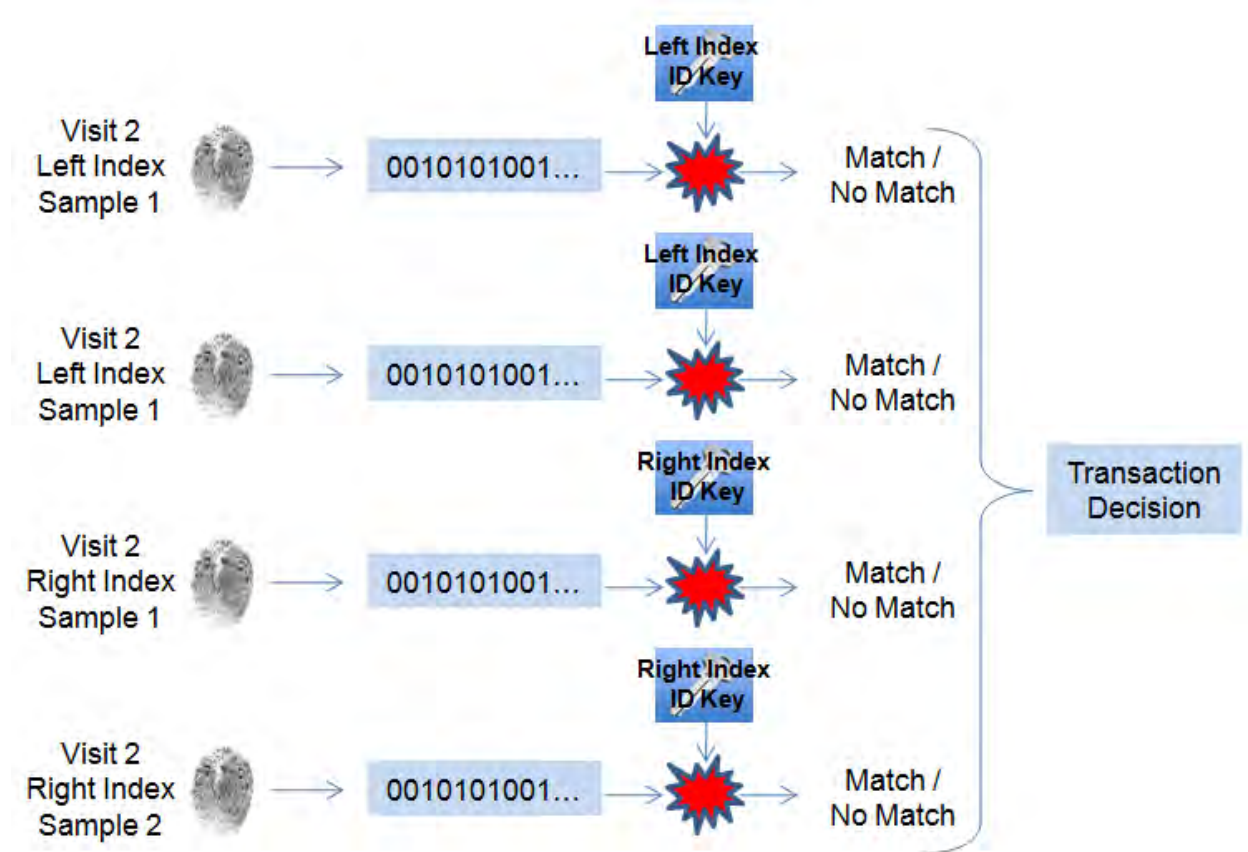 Left Index
ID Key
Visit 2
Left Index
Sample 1
0010101001...
Match /
No Match
Left Index
ID Key
Visit 2
Left Index
Sample 1
0010101001...
Match /
No Match
Right Index
ID Key
Transaction
Decision
Visit 2
Right Index
Sample 1
0010101001...
Match /
No Match
Right Index
ID Key
Visit 2
Right Index
Sample 2
0010101001...
Match /
No Match